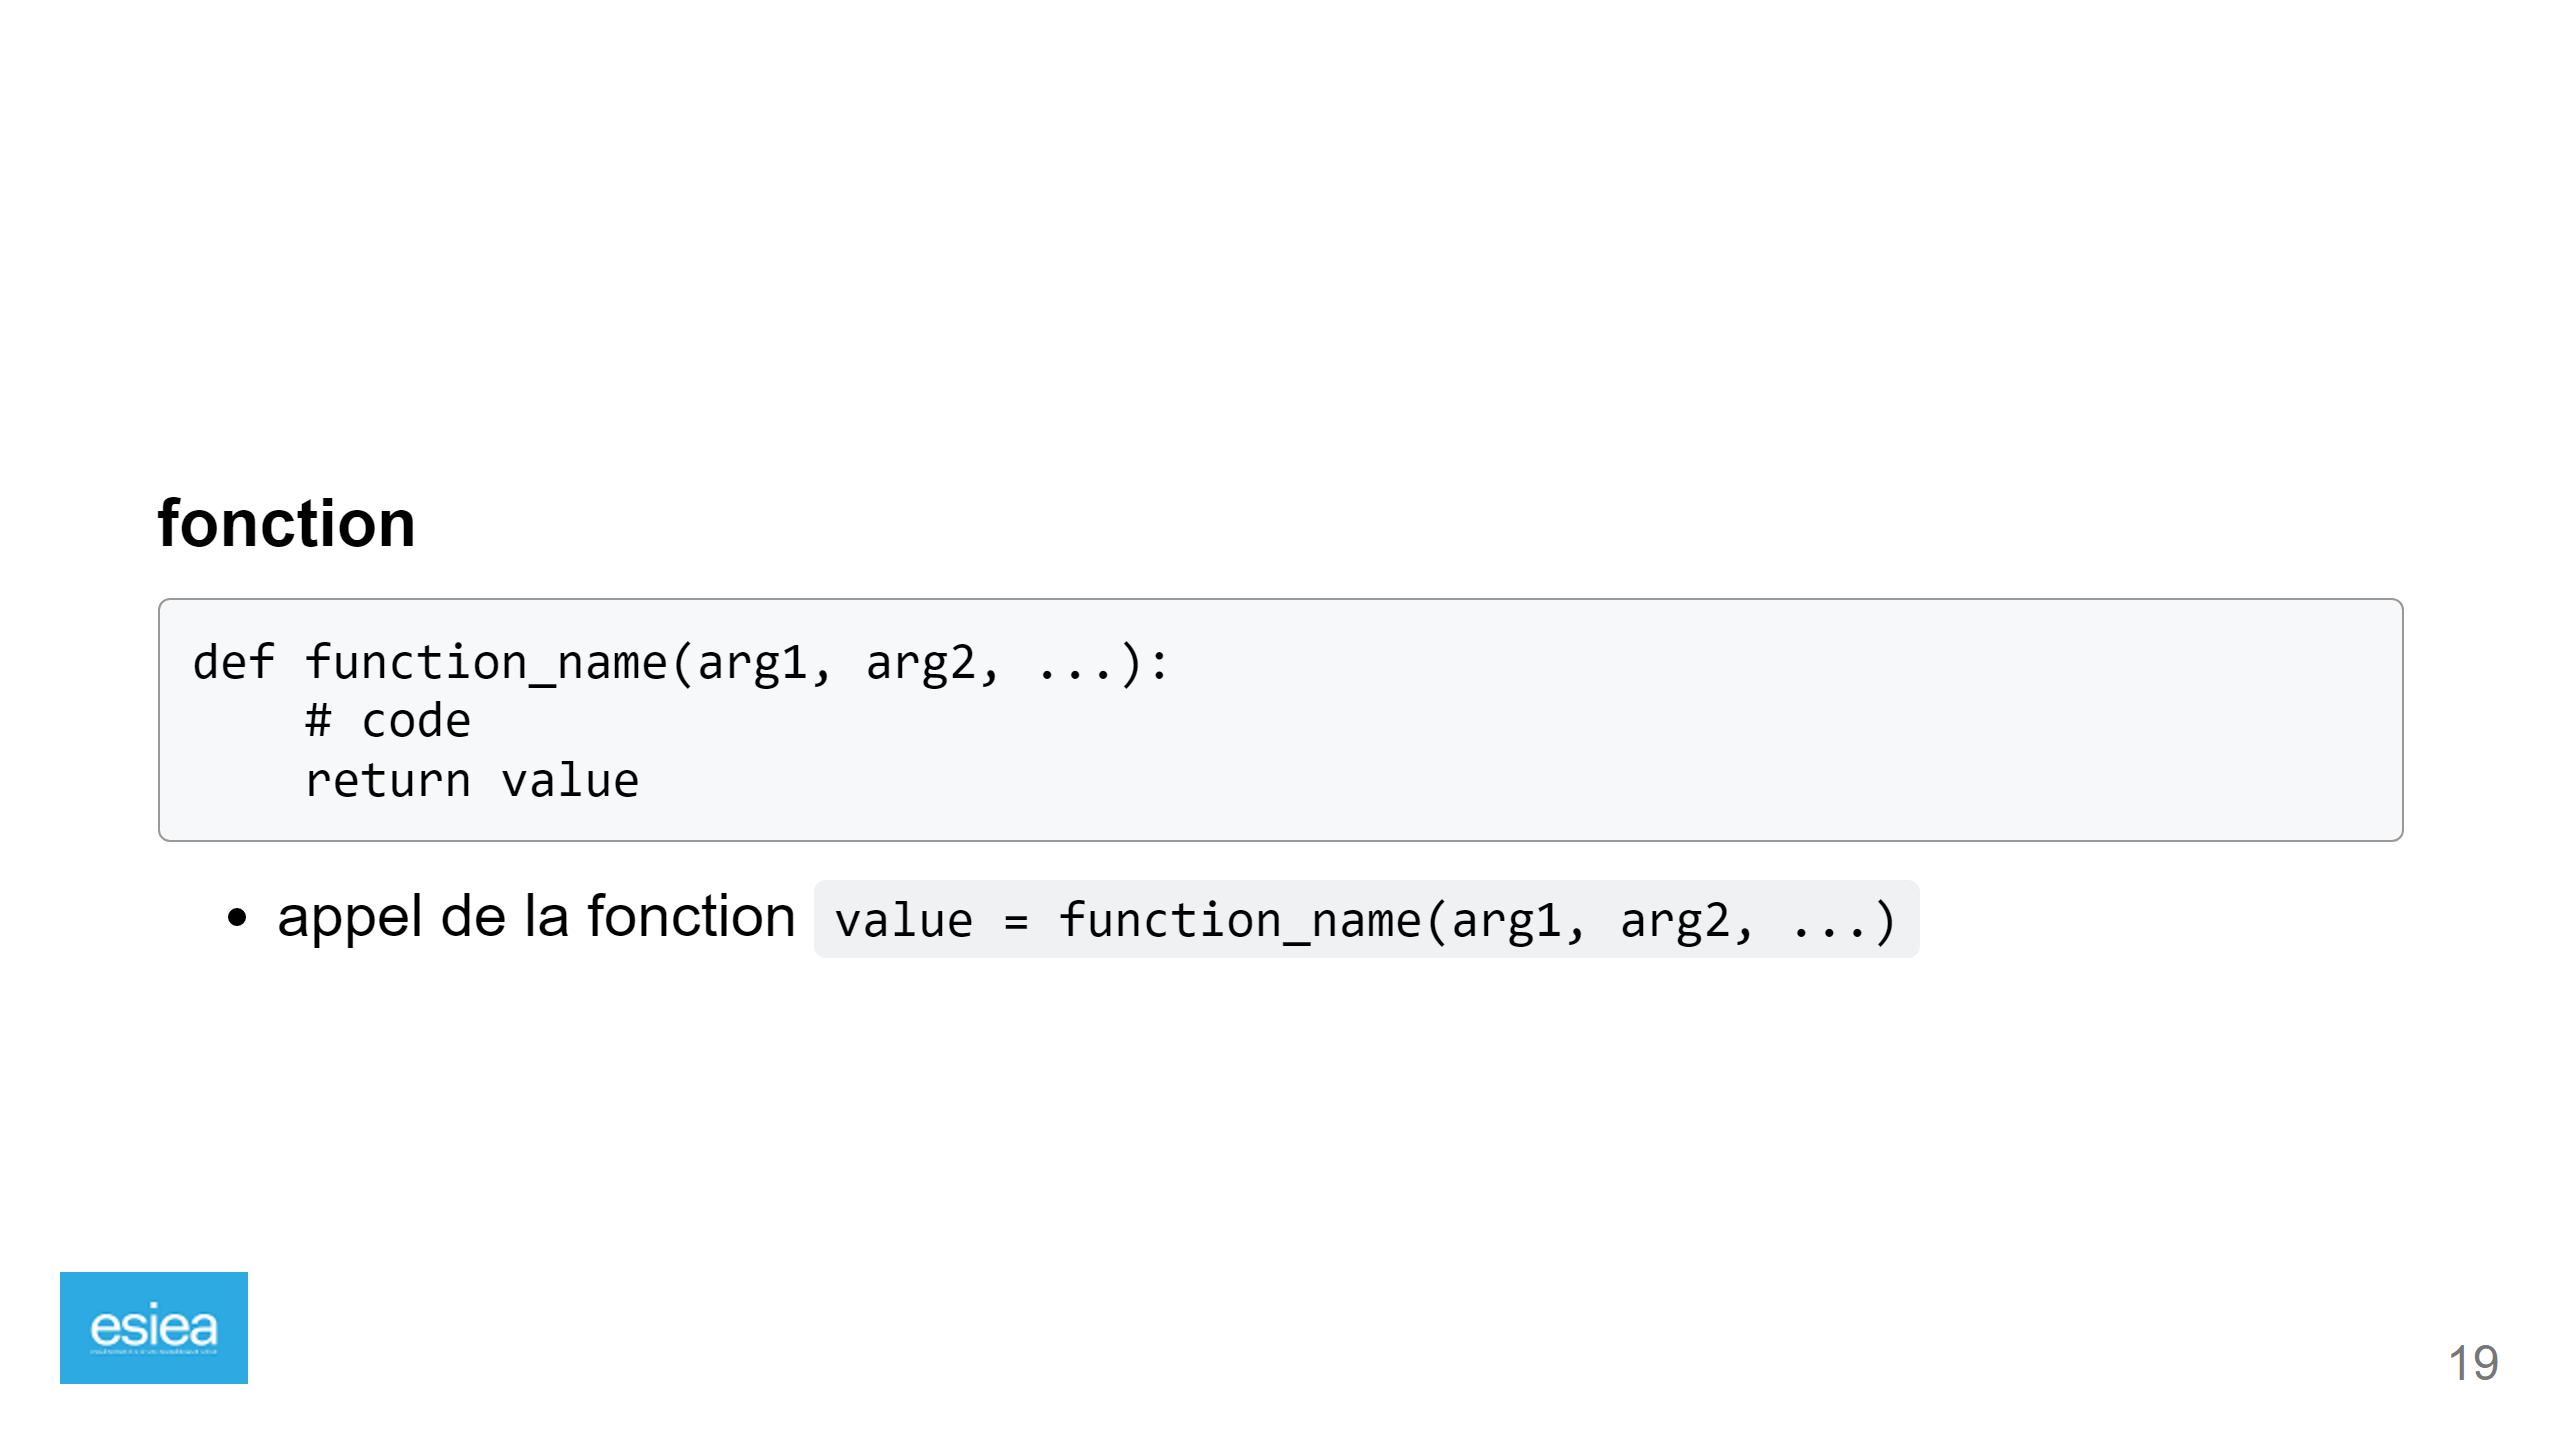 fonction
def function_name(arg1, arg2, ...):
    # code
    return value
• appel de la fonction value = function_name(arg1, arg2, ...)
esiea
19